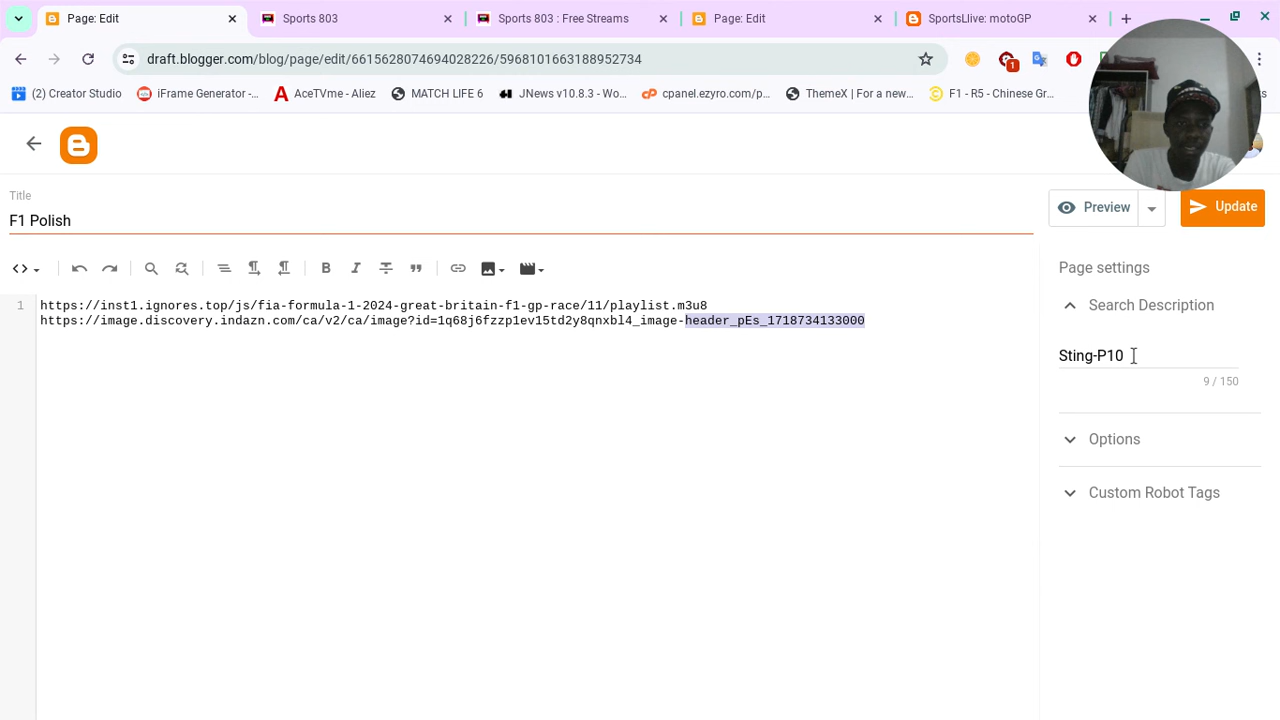 Page: Edit
Sports 803
Sports 803 : Free Streams
Page: Edit
SportsLlive: motoGP
draft.blogger.com/blog/page/edit/6615628074694028226/5968101663188952734
1
(2) Creator Studio
iFrame Generator -...
AceTVme - Aliez
MATCH LIFE 6
JNews v10.8.3 - Wo...
cpanel.ezyro.com/p...
ThemeX | For a new...
F1 - R5 - Chinese Gr...
Title
F1 Polish
Preview
Update
1 https://inst1.ignores.top/js/fia-formula-1-2024-great-britain-f1-gp-race/11/playlist.m3u8
https://image.discovery.indazn.com/ca/v2/ca/image?id=1q68j6fzzp1ev15td2y8qnxbl4_image-header_pEs_1718734133000
Page settings
Search Description
Sting-P10
9 / 150
Options
Custom Robot Tags